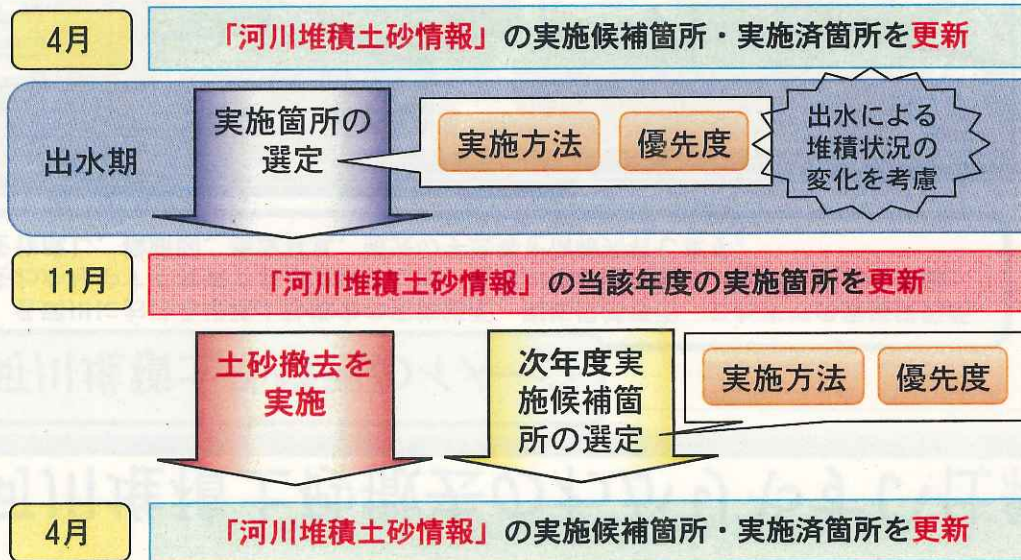 4月
「河川堆積土砂情報」の実施候補箇所・実施済箇所を更新
出水期
実施箇所の
選定
実施方法
優先度
出水による
堆積状況の
変化を考慮
11月
「河川堆積土砂情報」の当該年度の実施箇所を更新
土砂撤去を
実施
次年度実
施候補箇
所の選定
実施方法
優先度
4月
「河川堆積土砂情報」の実施候補箇所・実施済箇所を更新